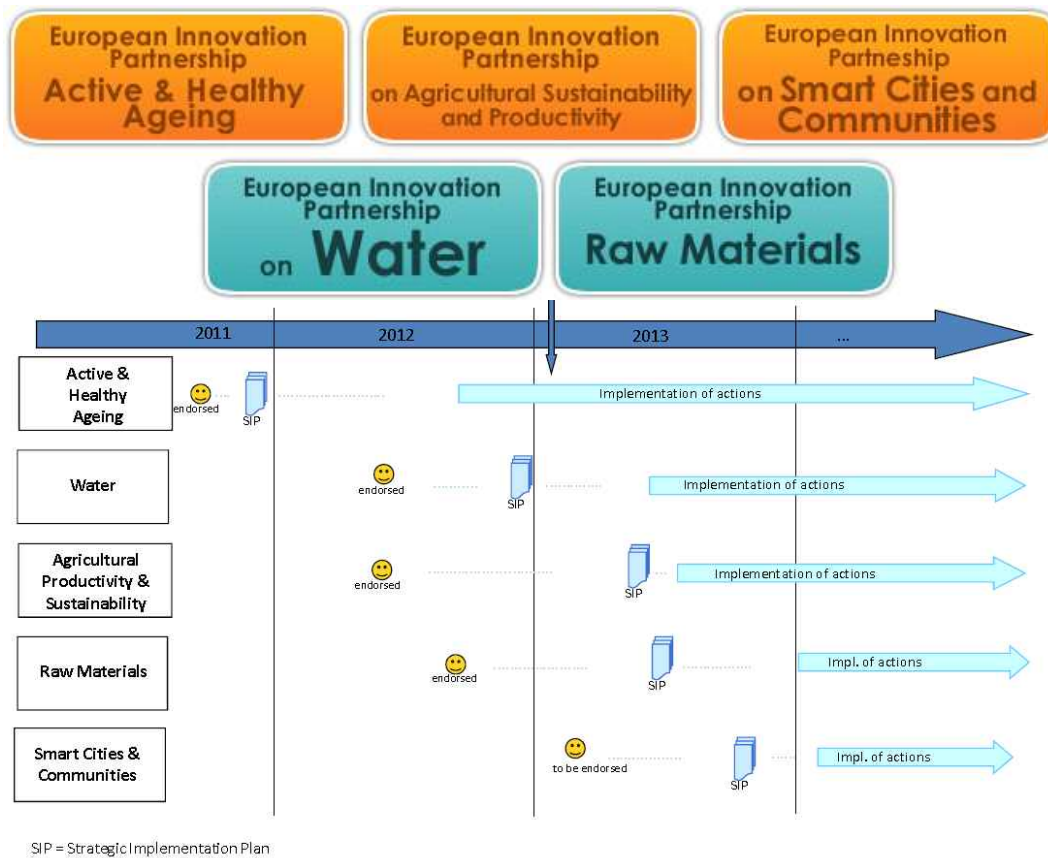 European Innovation
Partnership
Active & Healthy
Ageing
European Innovation
Partnership
on Agricultural Sustainability
and Productivity
European Innovation
Partneship
on Smart Cities and
Communities
European Innovation
Partnership
on Water
European Innovation
Partnership
Raw Materials
2011
2012
2013
...
Active &
Healthy
Ageing
endorsed
SIP
Implementation of actions
Water
endorsed
SIP
Implementation of actions
Agricultural
Productivity &
Sustainability
endorsed
SIP
Implementation of actions
Raw Materials
endorsed
SIP
Impl. of actions
Smart Cities &
Communities
to be endorsed
SIP
Impl. of actions
SIP = Strategic Implementation Plan